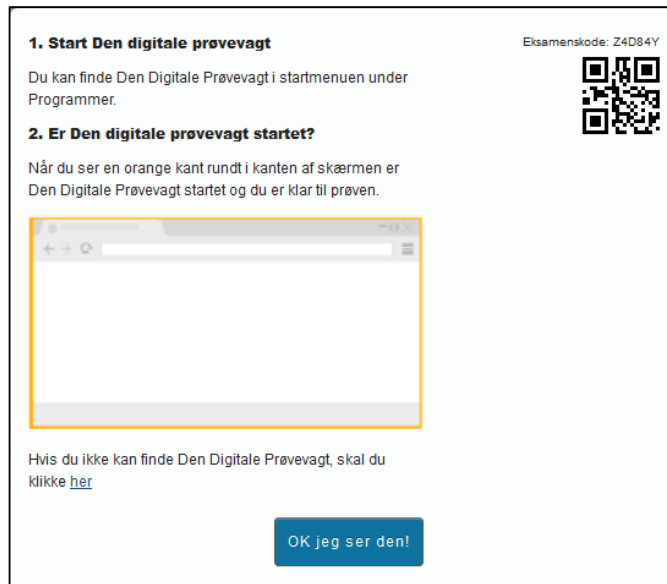 1. Start Den digitale prøvevagt
Eksamenskode: Z4D84Y
Du kan finde Den Digitale Prøvevagt i startmenuen under
Programmer.
2. Er Den digitale prøvevagt startet?
Når du ser en orange kant rundt i kanten af skærmen er
Den Digitale Prøvevagt startet og du er klar til prøven.
Hvis du ikke kan finde Den Digitale Prøvevagt, skal du
klikke her
OK jeg ser den!